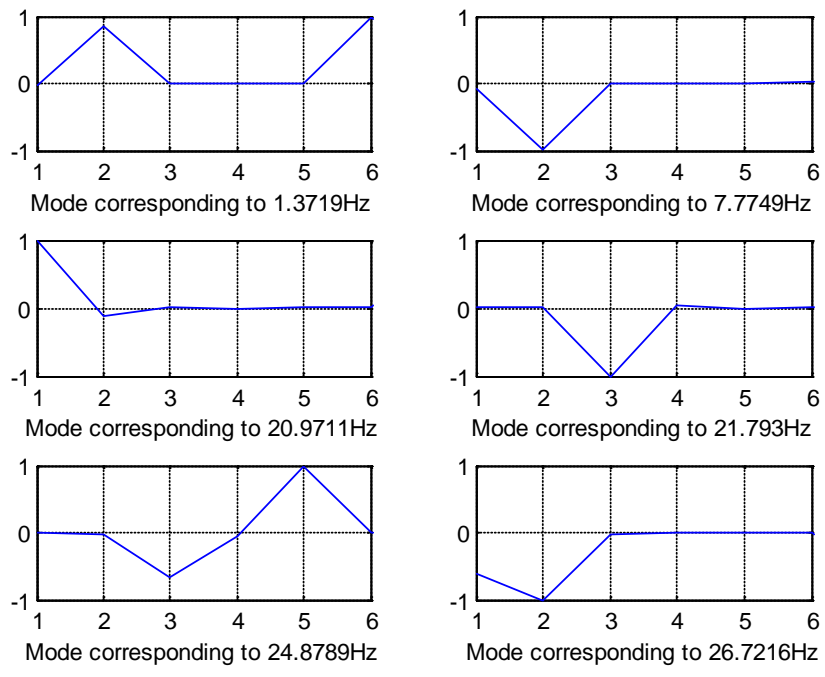 1
0
-1
1 2 3 4 5 6
Mode corresponding to 1.3719Hz
1
0
-1
1 2 3 4 5 6
Mode corresponding to 7.7749Hz
1
0
-1
1 2 3 4 5 6
Mode corresponding to 20.9711Hz
1
0
-1
1 2 3 4 5 6
Mode corresponding to 21.793Hz
1
0
-1
1 2 3 4 5 6
Mode corresponding to 24.8789Hz
1
0
-1
1 2 3 4 5 6
Mode corresponding to 26.7216Hz